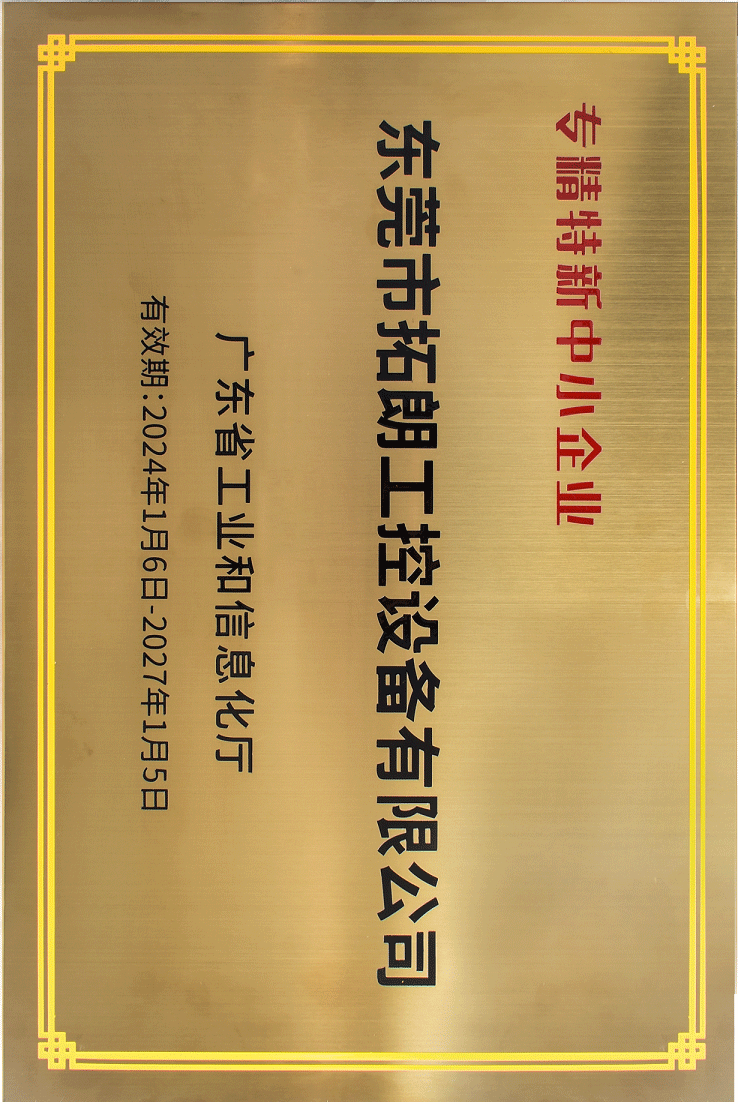 专精特新中小企业
东莞市拓朗工控设备有限公司
广东省工业和信息化厅
有效期:2024年1月6日-2027年1月5日